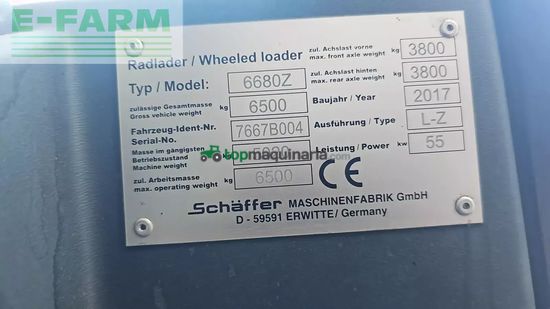 E-FARM
Radlader / Wheeled loader
Typ / Model: 6680Z
zulässige Gesamtmasse
Gross vehicle weight kg 6500
Fahrzeug-Ident-Nr.
Serial-No. 7667B004
Masse im gängigsten
Betriebszustand
Machine weight
zul. Arbeitsmasse
max. operating weight kg 6500
zul. Achslast vorne
max. front axle weight kg 3800
zul. Achslast hinten
max. rear axle weight kg 3800
Baujahr / Year 2017
Ausführung / Type L-Z
Leistung / Power kw 55
topmaquinaria.com
CE
Schäffer MASCHINENFABRIK GmbH
D - 59591 ERWITTE / Germany